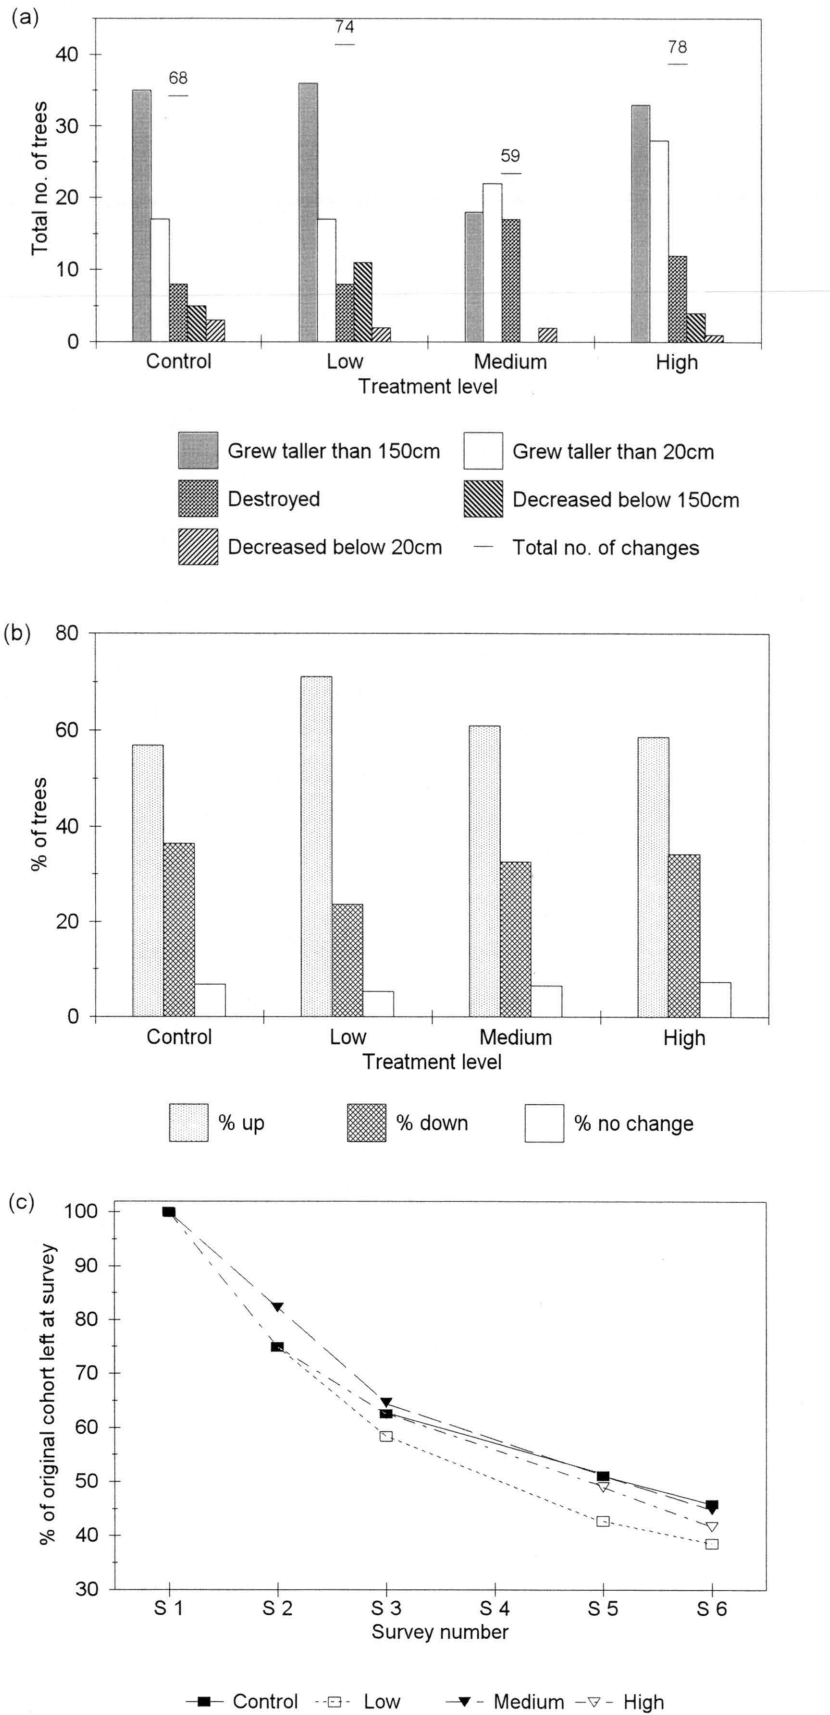 (a)
Total no. of trees
40
30
20
10
0
68
74
59
78
Control Low Medium High
Treatment level
Grew taller than 150cm Grew taller than 20cm
Destroyed Decreased below 150cm
Decreased below 20cm — Total no. of changes
(b)
% of trees
80
60
40
20
0
Control Low Medium High
Treatment level
% up % down % no change
(c)
% of original cohort left at survey
100
90
80
70
60
50
40
30
S 1 S 2 S 3 S 4 S 5 S 6
Survey number
Control Low Medium High